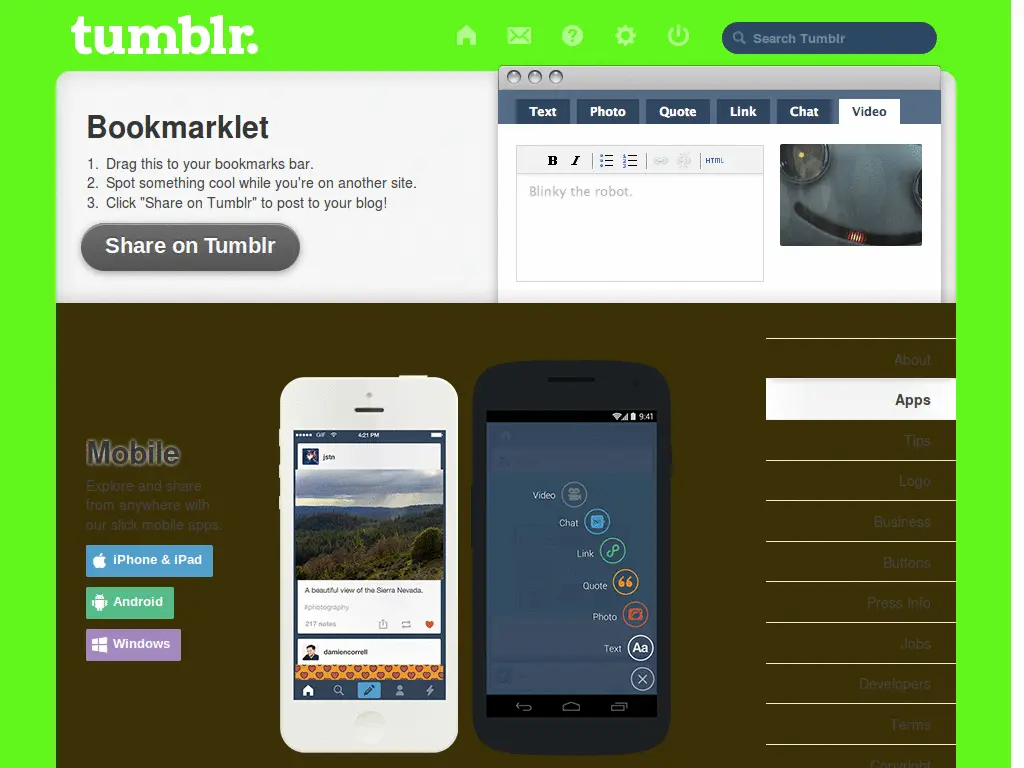 tumblr.
Search Tumblr
Bookmarklet
1. Drag this to your bookmarks bar.
2. Spot something cool while you're on another site.
3. Click "Share on Tumblr" to post to your blog!
Share on Tumblr
Text Photo Quote Link Chat Video
B I HTML
Blinky the robot.
About
Apps
Tips
Logo
Business
Buttons
Press Info
Jobs
Developers
Terms
Copyright
Mobile
Explore and share
from anywhere with
our slick mobile apps.
iPhone & iPad
Android
Windows
GIF 4:21 PM
jstn
A beautiful view of the Sierra Nevada.
#photography
217 notes
damiencorrell
9:41
Video
Chat
Link
Quote
Photo
Text Aa